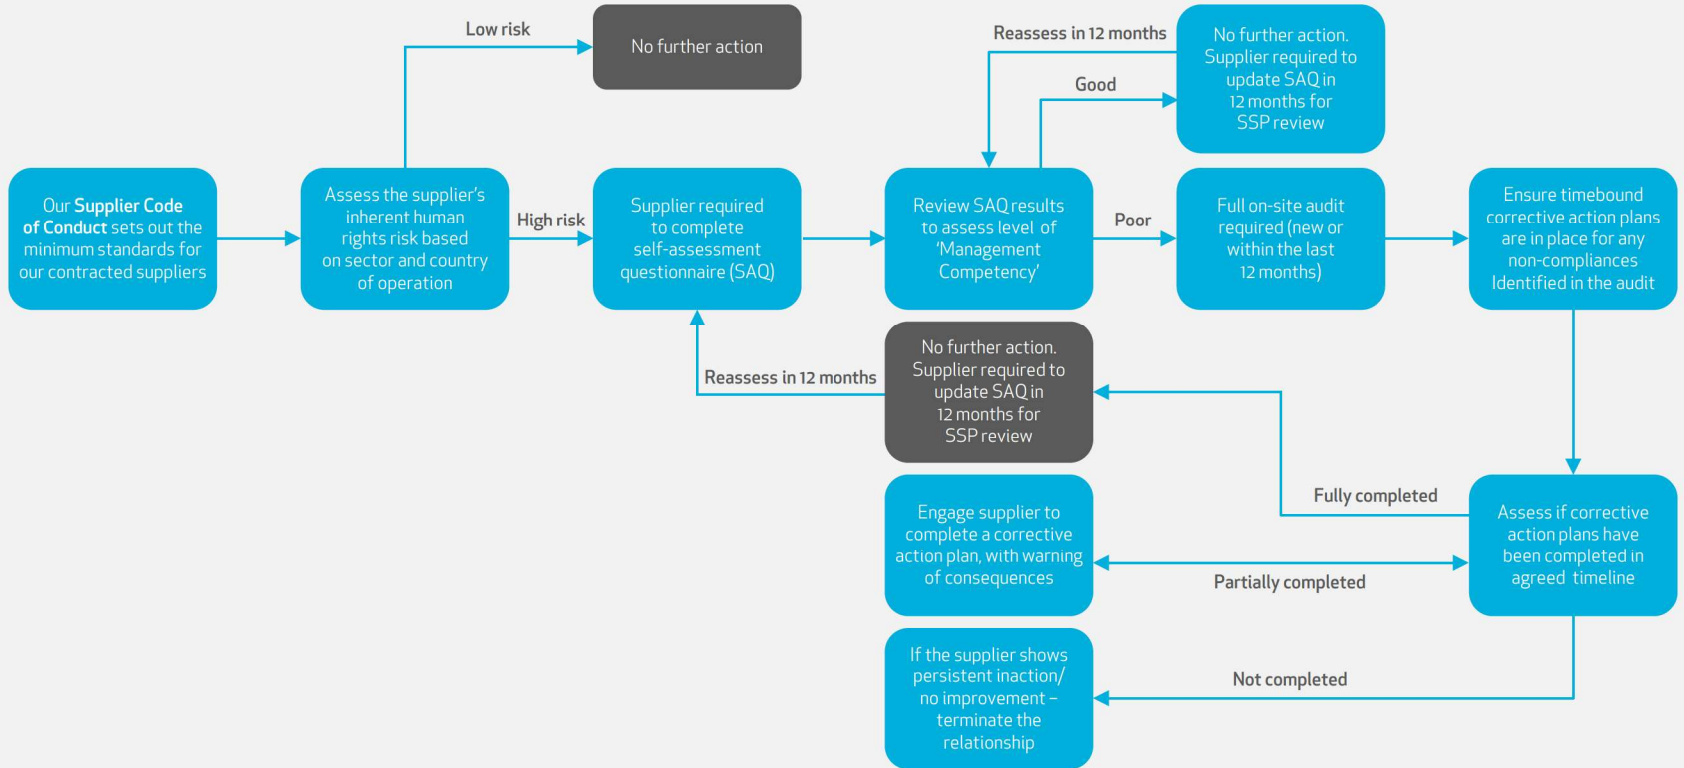 Low risk
No further action
Reassess in 12 months
Good
No further action.
Supplier required to
update SAQ in
12 months for
SSP review
Our Supplier Code
of Conduct sets out the
minimum standards for
our contracted suppliers
Assess the supplier's
inherent human
rights risk based
on sector and country
of operation
High risk
Supplier required
to complete
self-assessment
questionnaire (SAQ)
Review SAQ results
to assess level of
'Management
Competency'
Poor
Full on-site audit
required (new or
within the last
12 months)
Ensure timebound
corrective action plans
are in place for any
non-compliances
Identified in the audit
Reassess in 12 months
No further action.
Supplier required to
update SAQ in
12 months for
SSP review
Fully completed
Engage supplier to
complete a corrective
action plan, with warning
of consequences
Partially completed
Assess if corrective
action plans have
been completed in
agreed timeline
If the supplier shows
persistent inaction/
no improvement –
terminate the
relationship
Not completed